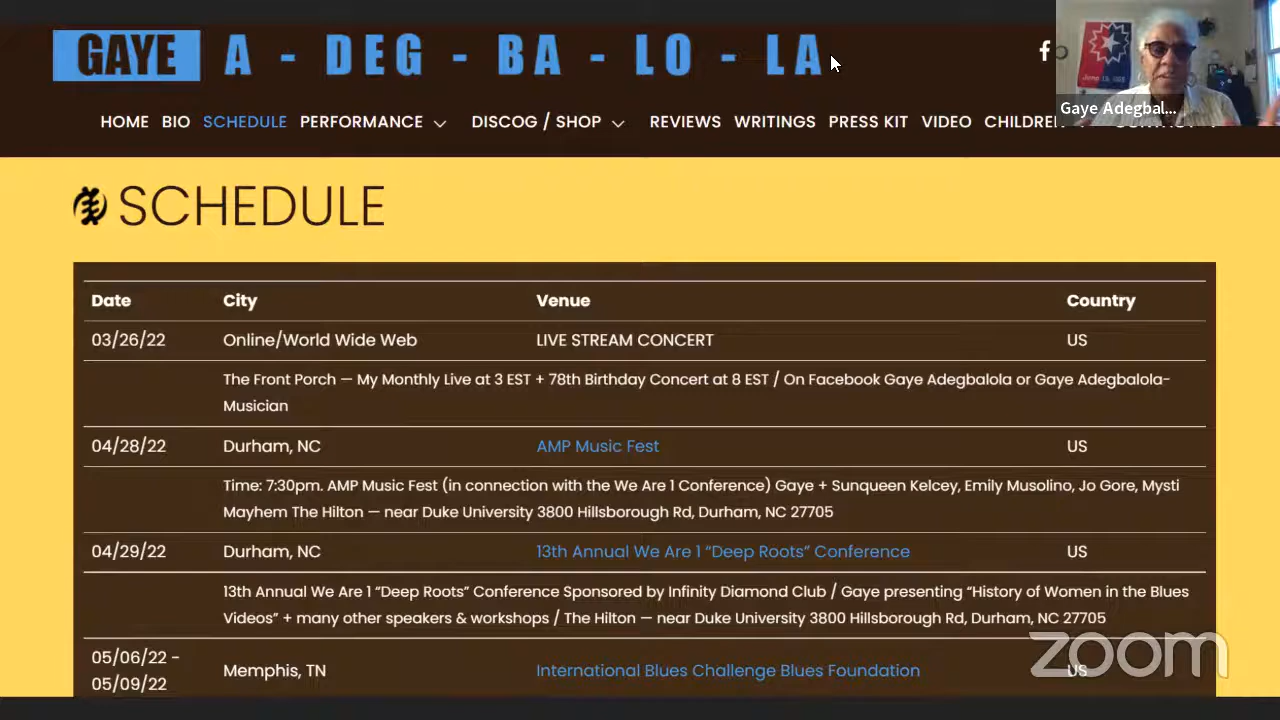 GAYE A - DEG - BA - LO - LA
f
Gaye Adegbal...
HOME BIO SCHEDULE PERFORMANCE DISCOG / SHOP REVIEWS WRITINGS PRESS KIT VIDEO CHILDREN CONTACT
SCHEDULE
Date City Venue Country
03/26/22 Online/World Wide Web LIVE STREAM CONCERT US
The Front Porch — My Monthly Live at 3 EST + 78th Birthday Concert at 8 EST / On Facebook Gaye Adegbalola or Gaye Adegbalola-
Musician
04/28/22 Durham, NC AMP Music Fest US
Time: 7:30pm. AMP Music Fest (in connection with the We Are 1 Conference) Gaye + Sunqueen Kelcey, Emily Musolino, Jo Gore, Mysti
Mayhem The Hilton — near Duke University 3800 Hillsborough Rd, Durham, NC 27705
04/29/22 Durham, NC 13th Annual We Are 1 “Deep Roots” Conference US
13th Annual We Are 1 “Deep Roots” Conference Sponsored by Infinity Diamond Club / Gaye presenting “History of Women in the Blues
Videos” + many other speakers & workshops / The Hilton — near Duke University 3800 Hillsborough Rd, Durham, NC 27705
05/06/22 -
05/09/22 Memphis, TN International Blues Challenge Blues Foundation US
zoom